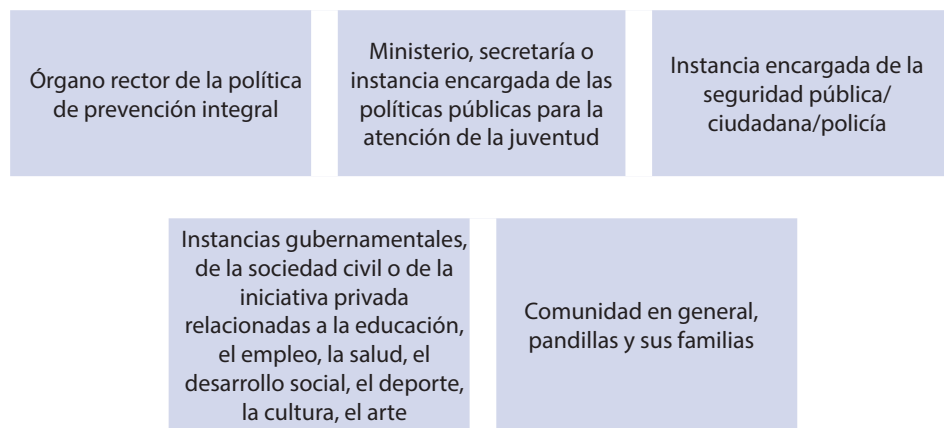 Órgano rector de la política
de prevención integral
Ministerio, secretaría o
instancia encargada de las
políticas públicas para la
atención de la juventud
Instancia encargada de la
seguridad pública/
ciudadana/policía
Instancias gubernamentales,
de la sociedad civil o de la
iniciativa privada
relacionadas a la educación,
el empleo, la salud, el
desarrollo social, el deporte,
la cultura, el arte
Comunidad en general,
pandillas y sus familias